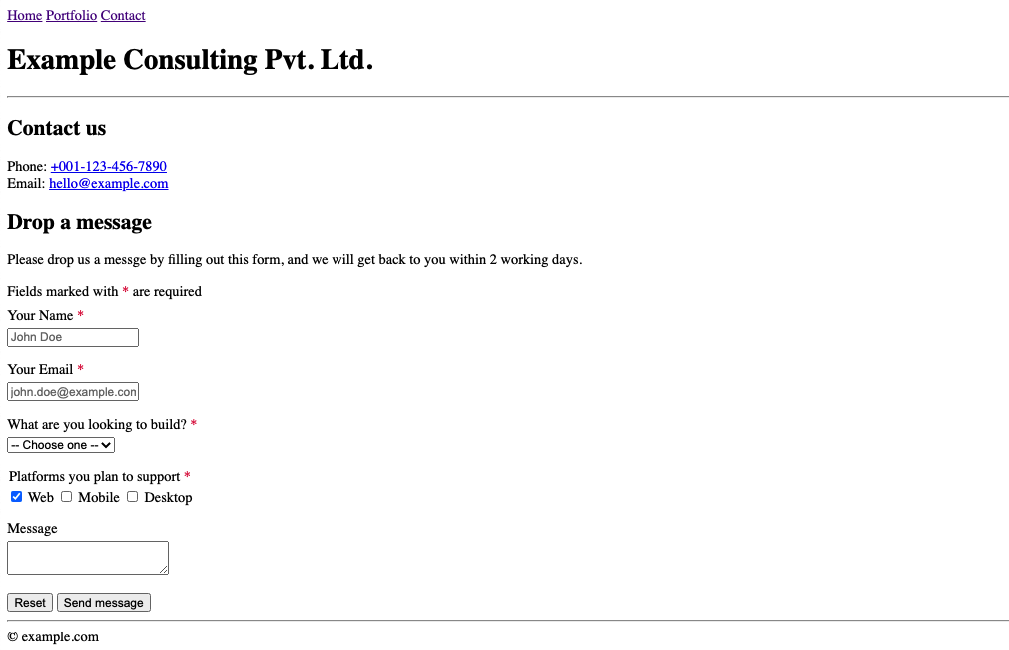 Home Portfolio Contact
Example Consulting Pvt. Ltd.
Contact us
Phone: +001-123-456-7890
Email: hello@example.com
Drop a message
Please drop us a messge by filling out this form, and we will get back to you within 2 working days.
Fields marked with * are required
Your Name *
John Doe
Your Email *
john.doe@example.con
What are you looking to build? *
-- Choose one --
Platforms you plan to support *
Web Mobile Desktop
Message
Reset Send message
© example.com